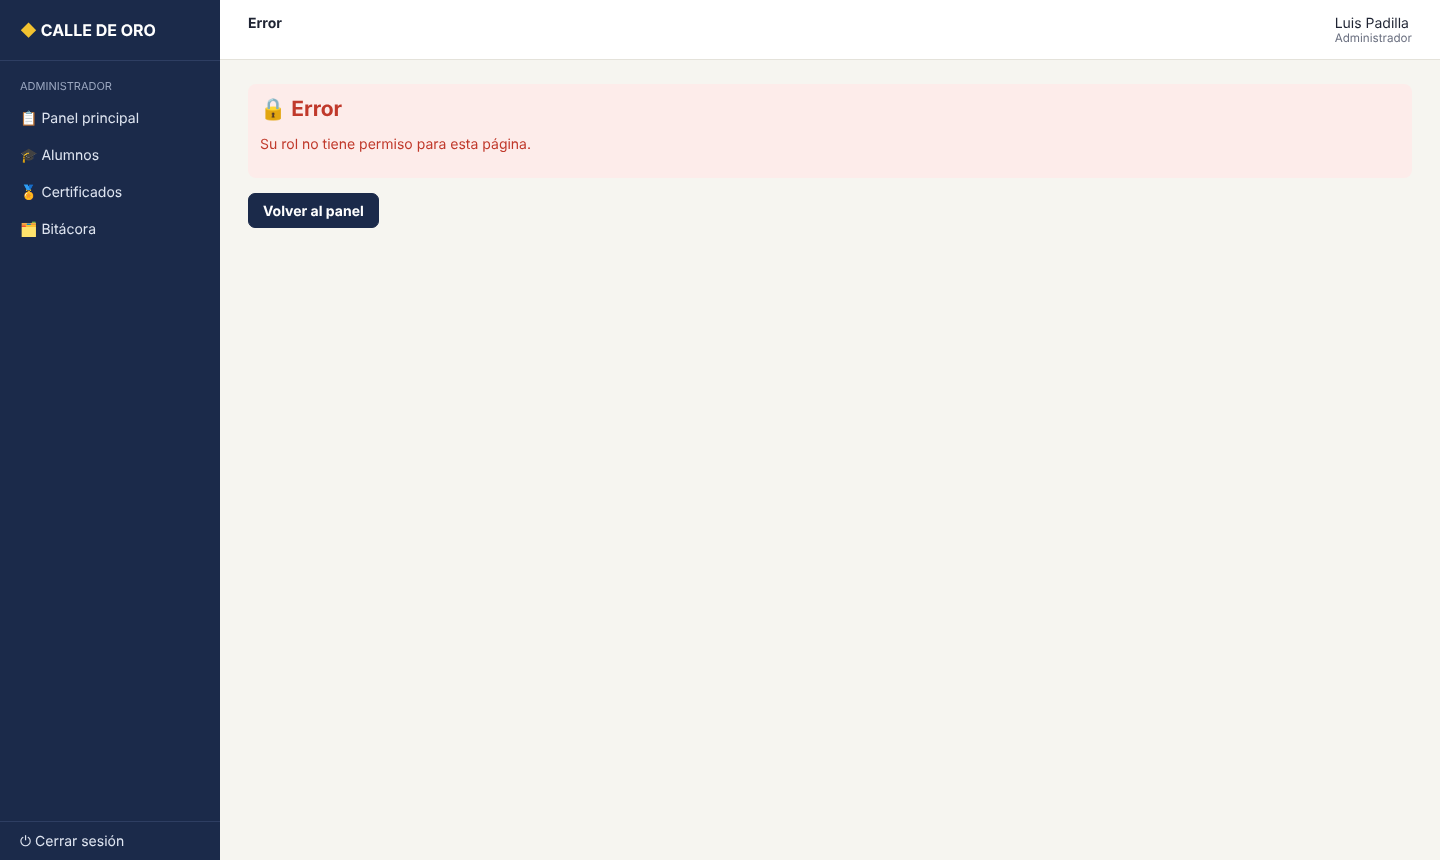 CALLE DE ORO
ADMINISTRADOR
Panel principal
Alumnos
Certificados
Bitácora
Cerrar sesión
Error
Luis Padilla
Administrador
Error
Su rol no tiene permiso para esta página.
Volver al panel